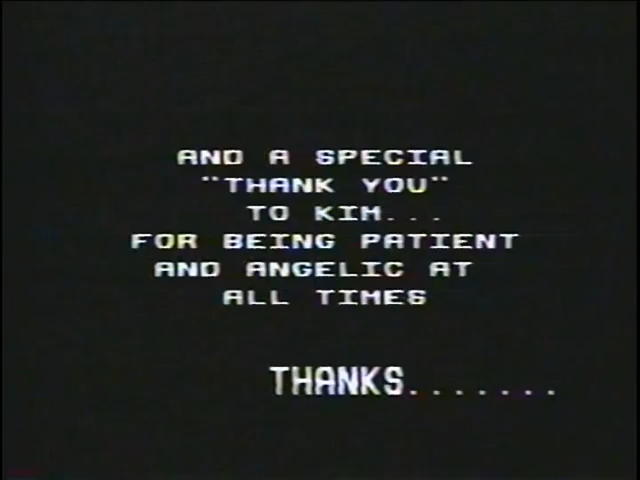 AND A SPECIAL
"THANK YOU"
TO KIM...
FOR BEING PATIENT
AND ANGELIC AT
ALL TIMES
THANKS.......